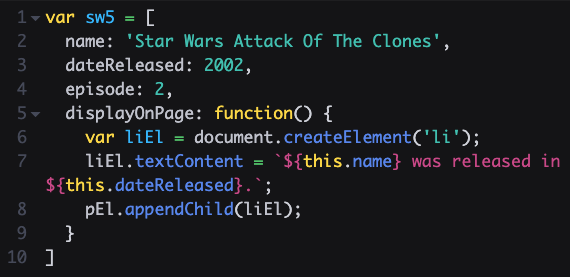 1 var sw5 = [
2 name: 'Star Wars Attack Of The Clones',
3 dateReleased: 2002,
4 episode: 2,
5 displayOnPage: function() {
6 var liEl = document.createElement('li');
7 liEl.textContent = `${this.name} was released in
${this.dateReleased}.`;
8 pEl.appendChild(liEl);
9 }
10 ]